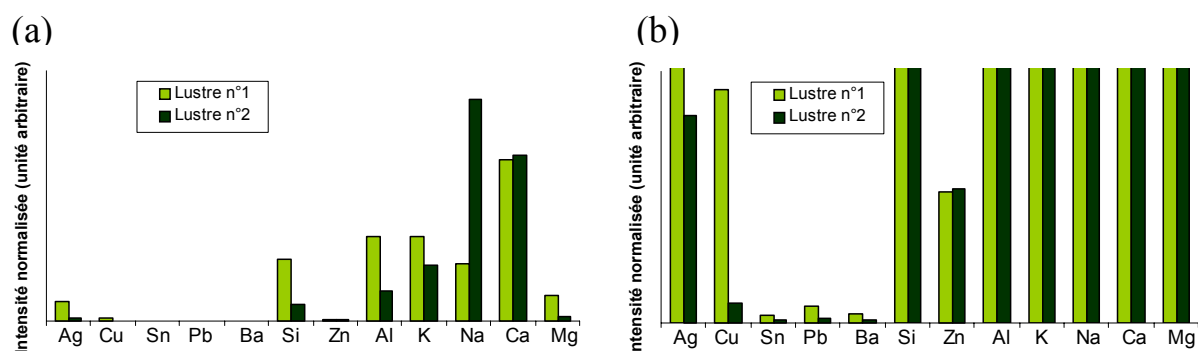 (a)
Intensité normalisée (unité arbitraire)
Lustre n°1
Lustre n°2
Ag Cu Sn Pb Ba Si Zn Al K Na Ca Mg
(b)
Intensité normalisée (unité arbitraire)
Lustre n°1
Lustre n°2
Ag Cu Sn Pb Ba Si Zn Al K Na Ca Mg